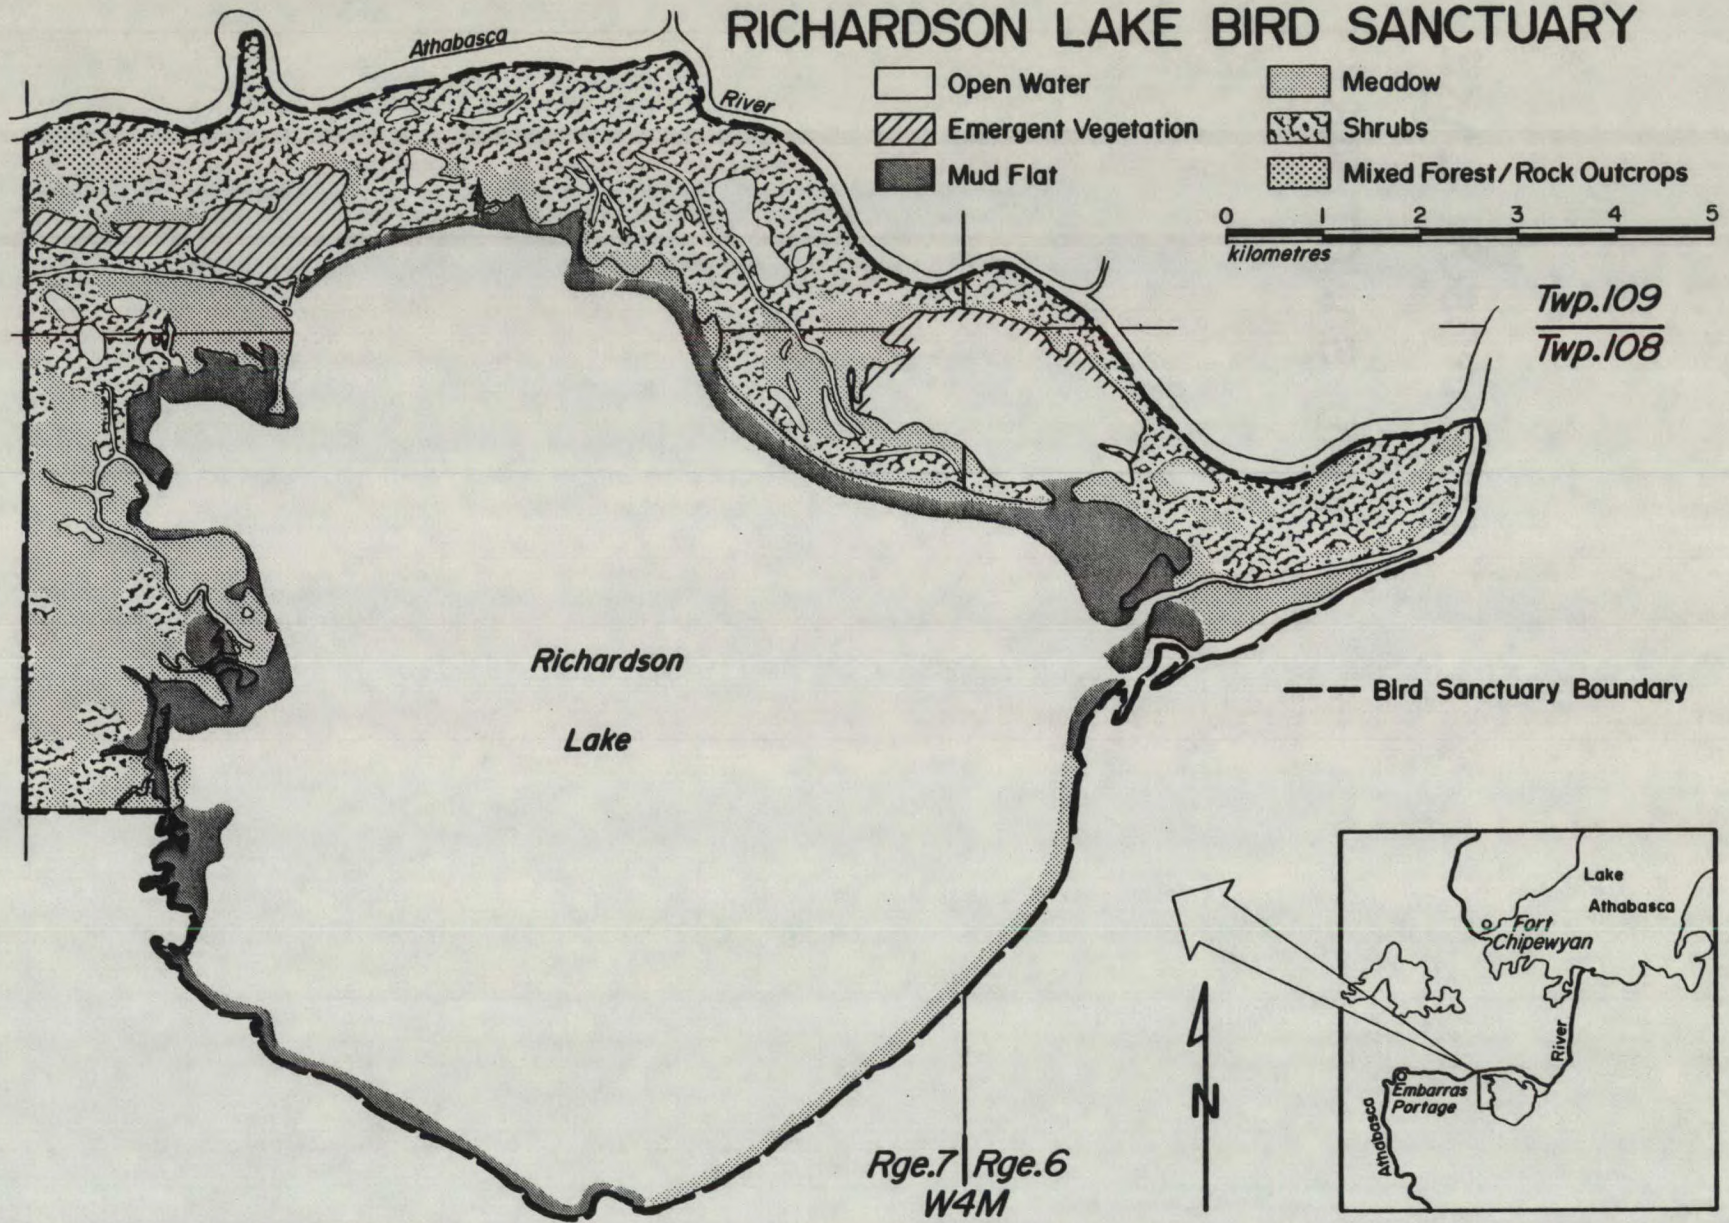 RICHARDSON LAKE BIRD SANCTUARY
Athabasca
River
Open Water
Emergent Vegetation
Mud Flat
Meadow
Shrubs
Mixed Forest/Rock Outcrops
0 1 2 3 4 5
kilometres
Twp.109
Twp.108
Richardson
Lake
Bird Sanctuary Boundary
Rge.7 Rge.6
W4M
N
Lake
Athabasca
Fort
Chipewyan
River
Embarras
Portage
Athabasca